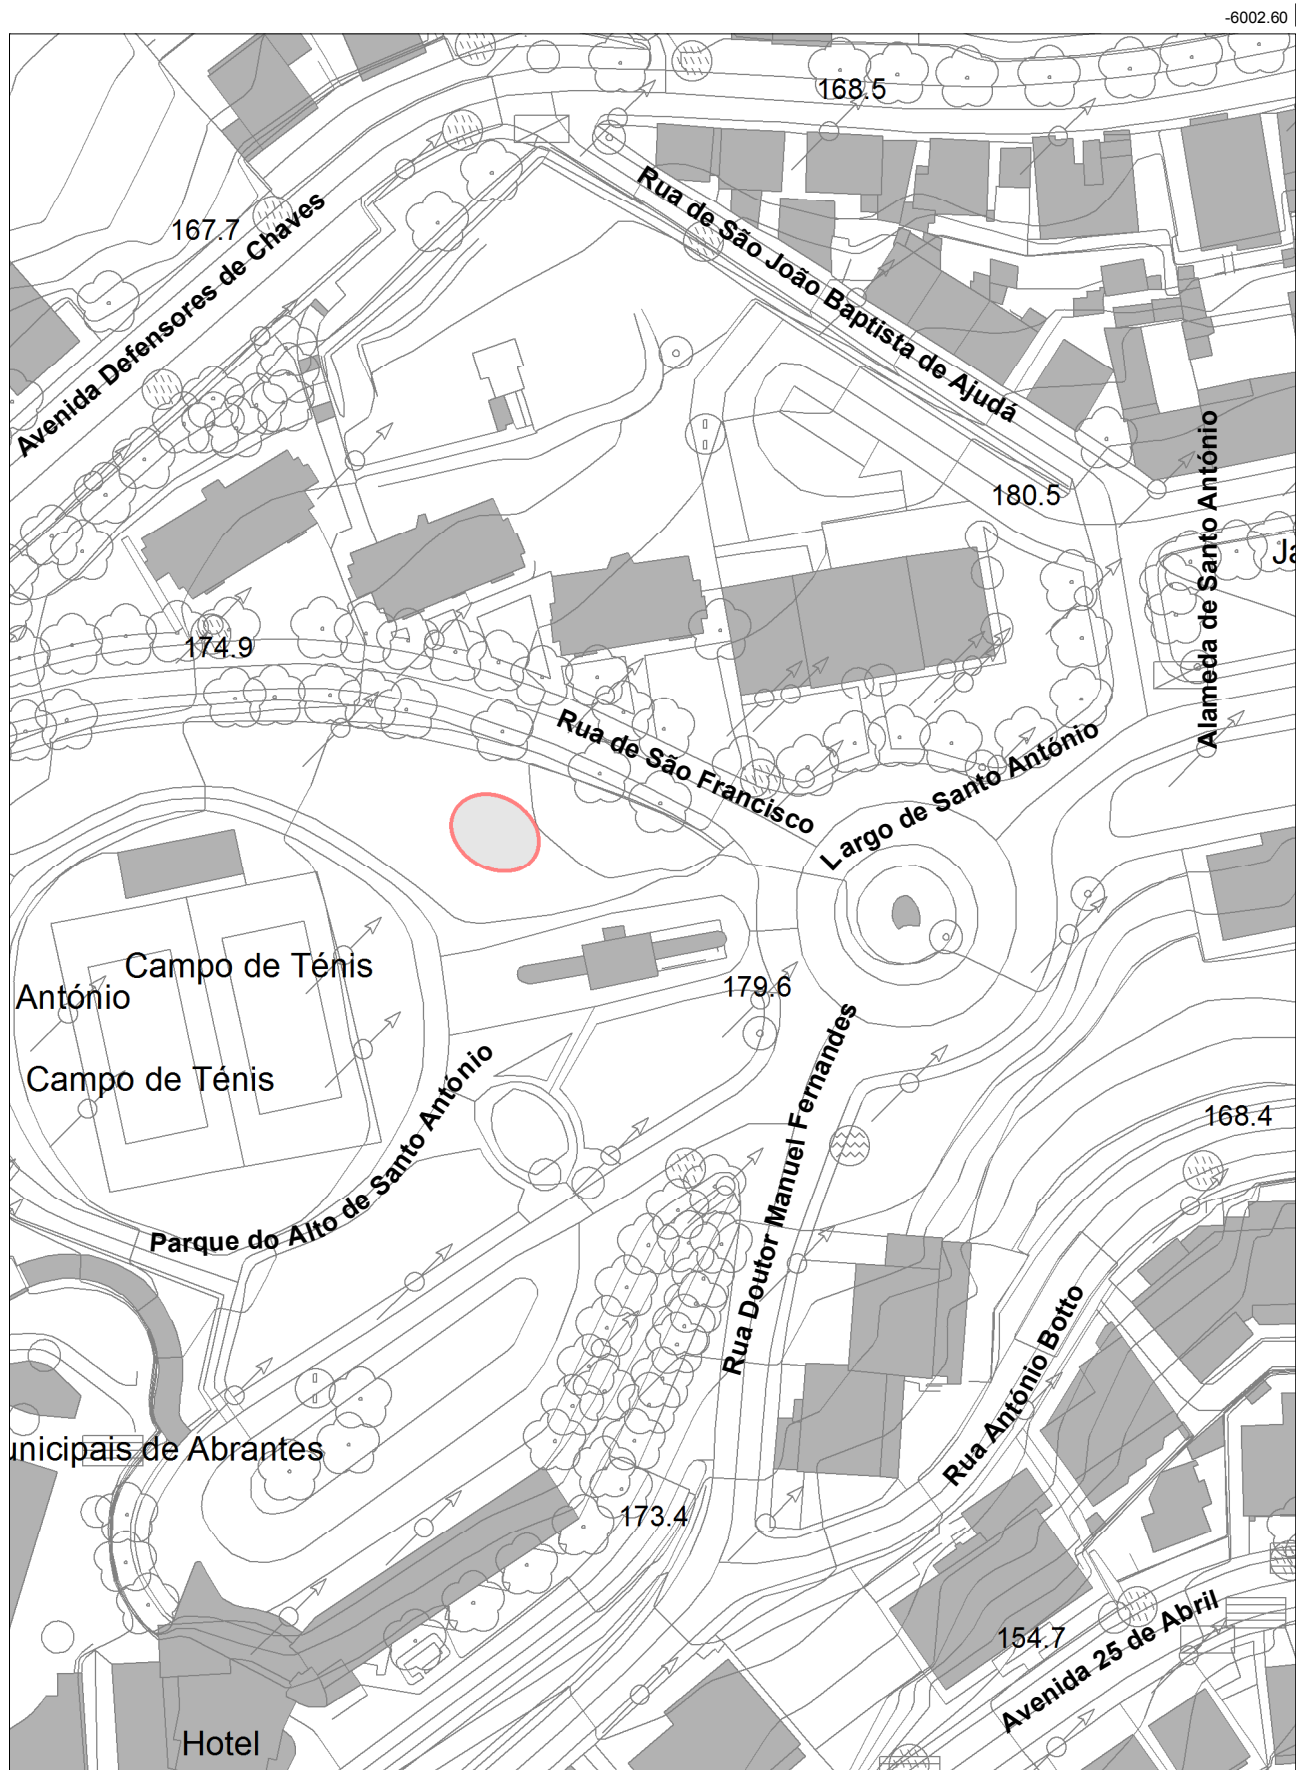 -6002.60
168.5
Rua de São João Baptista de Ajudá
167.7
Avenida Defensores de Chaves
180.5
Alameda de Santo António
Ja
174.9
Rua de São Francisco
Largo de Santo António
Campo de Ténis
António
179.6
Campo de Ténis
Parque do Alto de Santo António
Rua Doutor Manuel Fernandes
168.4
Rua António Botto
unicipais de Abrantes
173.4
154.7
Avenida 25 de Abril
Hotel